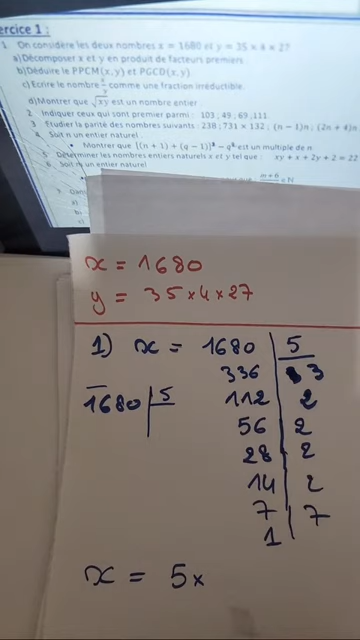 ercice 1 :
1. On considère les deux nombres x = 1680 et y = 35 × 4 × 27
a) Décomposer x et y en produit de facteurs premiers
b) Déduire le PPCM(x, y) et PGCD(x, y)
c) Ecrire le nombre x/y comme une fraction irréductible.
d) Montrer que √xy est un nombre entier
2. Indiquer ceux qui sont premier parmi : 103 ; 49 ; 69 ; 111
3. Etudier la parité des nombres suivants : 238 ; 731 × 132 ; (n − 1)n ; (2n + 4)
4. Soit n un entier naturel
• Montrer que [(n + 1) + (q − 1)]² − q² est un multiple de n
5. Déterminer les nombres entiers naturels x et y tel que : xy + x + 2y + 2 = 22
6. Soit n un entier naturel
x = 1680
y = 35 × 4 × 27
1) x = 1680 | 5
336 | 3
1680 | 5
112 | 2
56 | 2
28 | 2
14 | 2
7 | 7
1
x = 5 ×